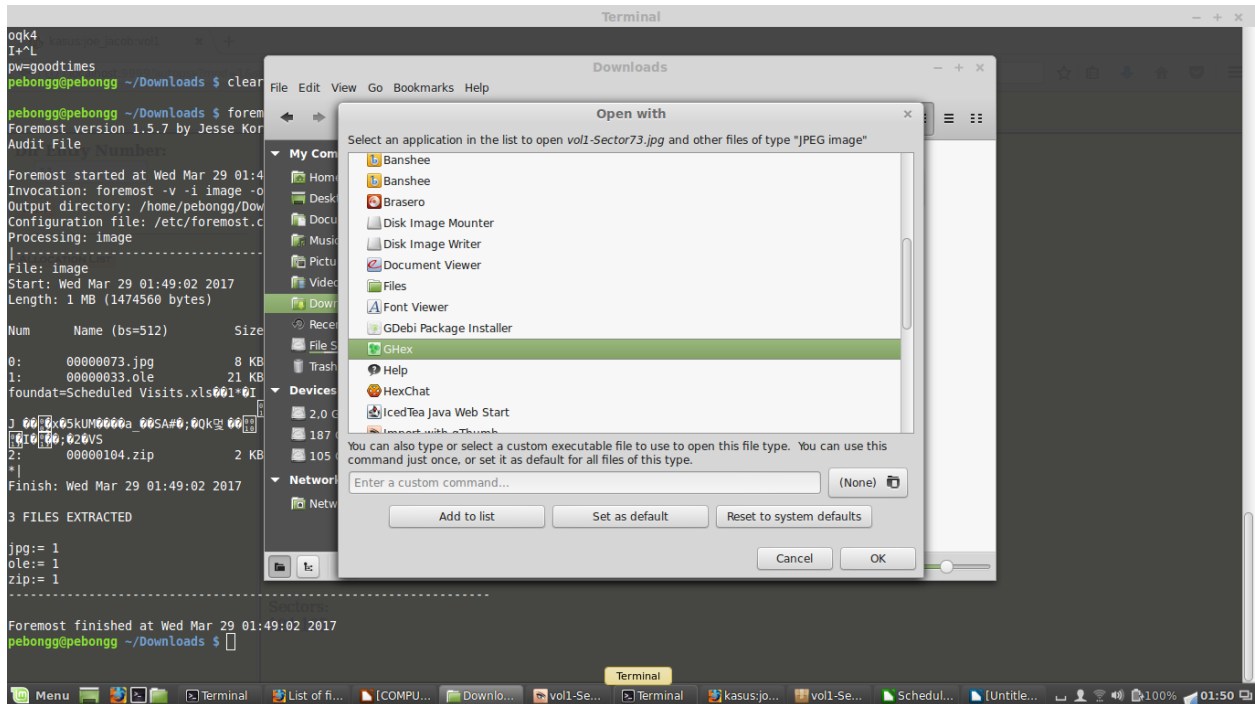 Terminal
oqk4
I+^L
pw=goodtimes
pebongg@pebongg ~/Downloads $ clear
pebongg@pebongg ~/Downloads $ forem
Foremost version 1.5.7 by Jesse Kor
Audit File
Foremost started at Wed Mar 29 01:4
Invocation: foremost -v -i image -o
Output directory: /home/pebongg/Dow
Configuration file: /etc/foremost.c
Processing: image
|---------------------------------
File: image
Start: Wed Mar 29 01:49:02 2017
Length: 1 MB (1474560 bytes)
Num Name (bs=512) Size
0: 00000073.jpg 8 KB
1: 00000033.ole 21 KB
foundat=Scheduled Visits.xls
2: 00000104.zip 2 KB
*|
Finish: Wed Mar 29 01:49:02 2017
3 FILES EXTRACTED
jpg:= 1
ole:= 1
zip:= 1
------------------------------------------------------------------
Sectors:
Foremost finished at Wed Mar 29 01:49:02 2017
pebongg@pebongg ~/Downloads $
Downloads
File Edit View Go Bookmarks Help
My Com
Home
Desk
Docu
Music
Pictu
Video
Down
Recen
File S
Trash
Devices
2,0 G
187
105
Network
Netw
Open with
Select an application in the list to open vol1-Sector73.jpg and other files of type "JPEG image"
Banshee
Banshee
Brasero
Disk Image Mounter
Disk Image Writer
Document Viewer
Files
Font Viewer
GDebi Package Installer
GHex
Help
HexChat
IcedTea Java Web Start
Import with gThumb
You can also type or select a custom executable file to use to open this file type. You can use this
command just once, or set it as default for all files of this type.
Enter a custom command...
(None)
Add to list
Set as default
Reset to system defaults
Cancel
OK
Terminal
Menu
Terminal
List of fi...
[COMPU...
Downlo...
vol1-Se...
Terminal
kasus:jo...
vol1-Se...
Schedul...
[Untitle...
100%
01:50